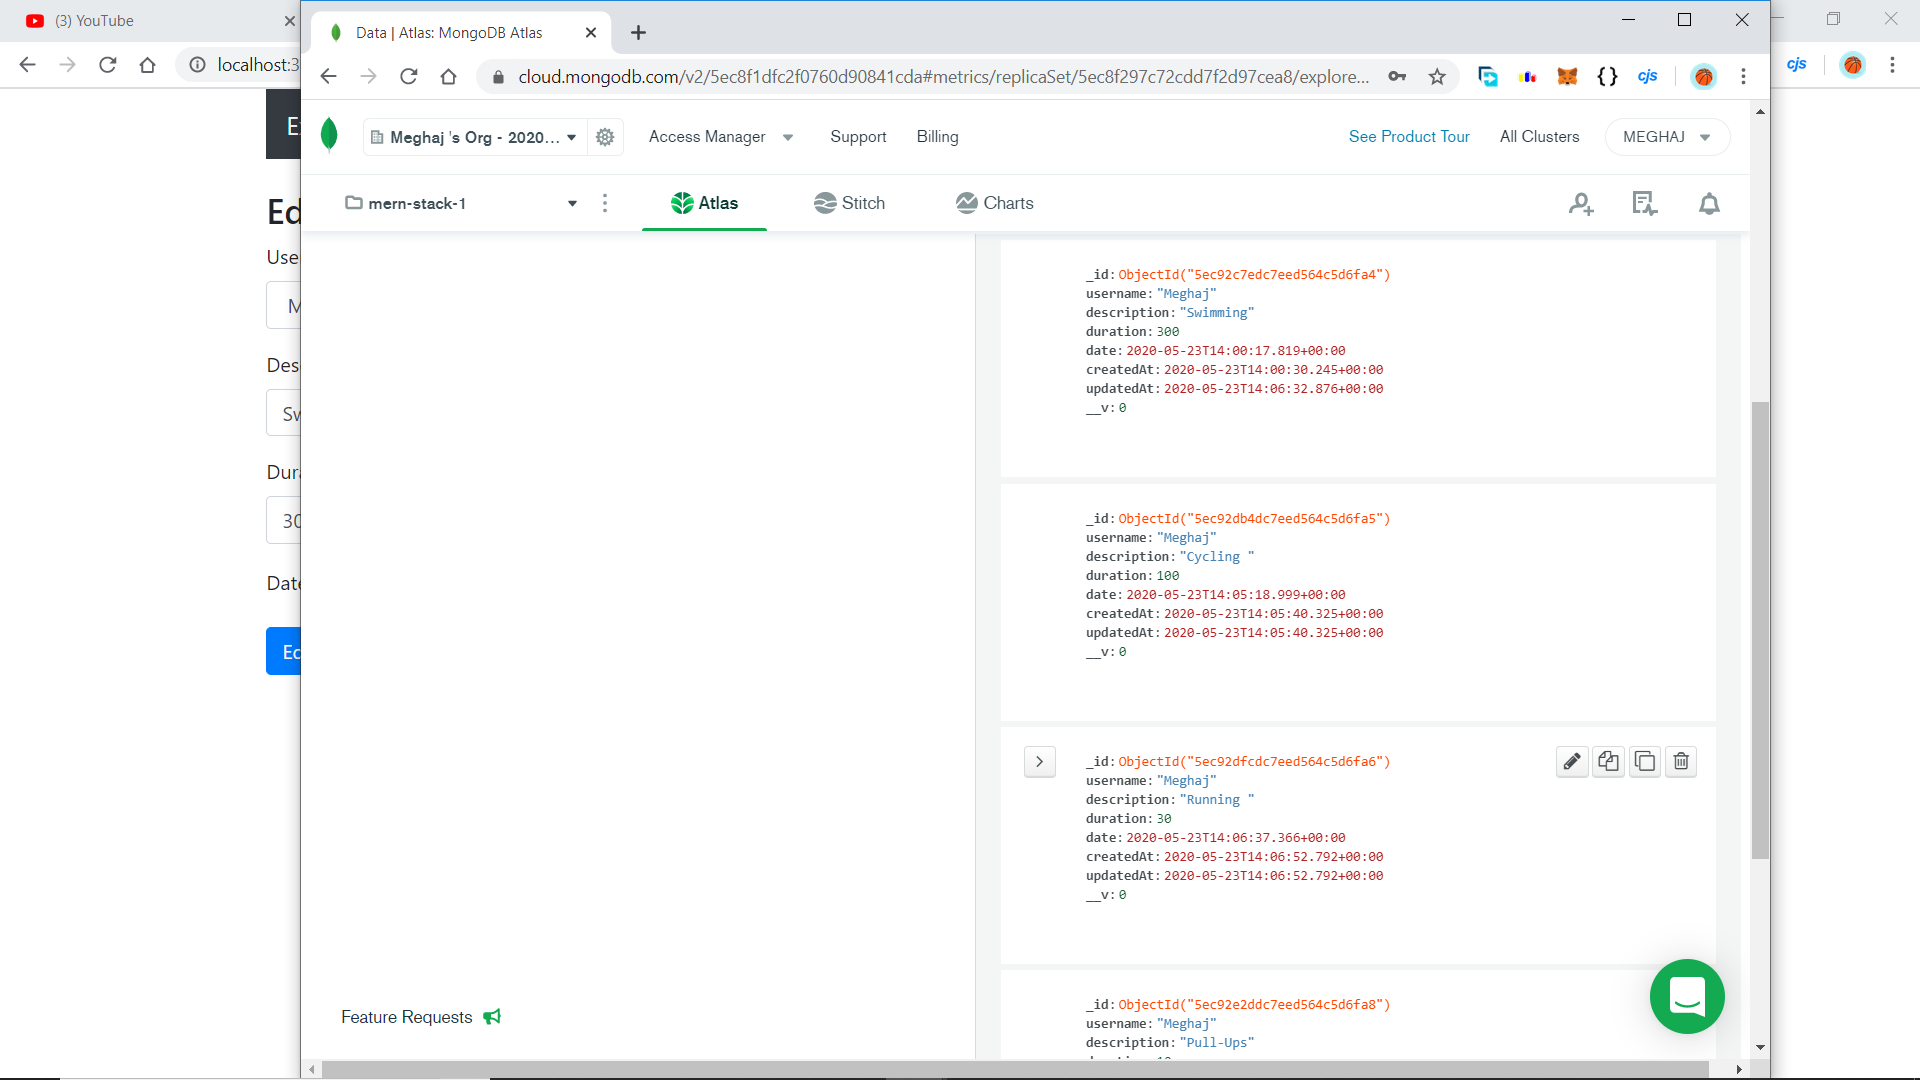 (3) YouTube
Data | Atlas: MongoDB Atlas
localhost:3
cloud.mongodb.com/v2/5ec8f1dfc2f0760d90841cda#metrics/replicaSet/5ec8f297c72cdd7f2d97cea8/explore...
cjs
cjs
Meghaj 's Org - 2020...
Access Manager
Support
Billing
See Product Tour
All Clusters
MEGHAJ
mern-stack-1
Atlas
Stitch
Charts
Ed
Use
M
Des
Sw
Dura
30
Date
Ed
_id: ObjectId("5ec92c7edc7eed564c5d6fa4")
username: "Meghaj"
description: "Swimming"
duration: 300
date: 2020-05-23T14:00:17.819+00:00
createdAt: 2020-05-23T14:00:30.245+00:00
updatedAt: 2020-05-23T14:06:32.876+00:00
__v: 0
_id: ObjectId("5ec92db4dc7eed564c5d6fa5")
username: "Meghaj"
description: "Cycling "
duration: 100
date: 2020-05-23T14:05:18.999+00:00
createdAt: 2020-05-23T14:05:40.325+00:00
updatedAt: 2020-05-23T14:05:40.325+00:00
__v: 0
_id: ObjectId("5ec92dfcdc7eed564c5d6fa6")
username: "Meghaj"
description: "Running "
duration: 30
date: 2020-05-23T14:06:37.366+00:00
createdAt: 2020-05-23T14:06:52.792+00:00
updatedAt: 2020-05-23T14:06:52.792+00:00
__v: 0
_id: ObjectId("5ec92e2ddc7eed564c5d6fa8")
username: "Meghaj"
description: "Pull-Ups"
Feature Requests